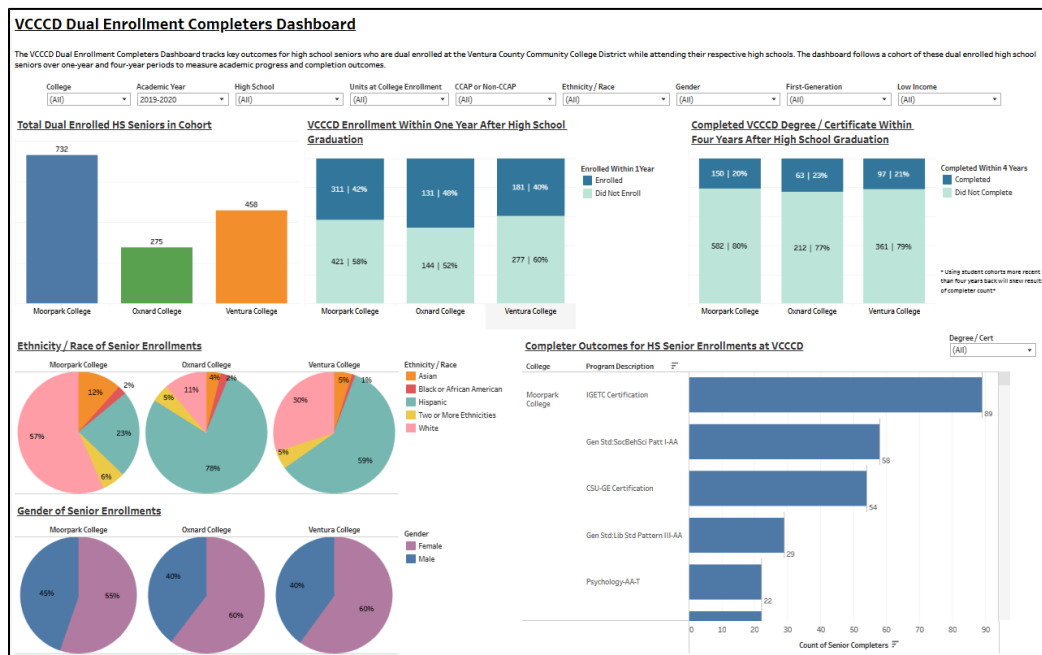 VCCCD Dual Enrollment Completers Dashboard
The VCCCD Dual Enrollment Completers Dashboard tracks key outcomes for high school seniors who are dual enrolled at the Ventura County Community College District while attending their respective high schools. The dashboard follows a cohort of these dual enrolled high school
seniors over one-year and four-year periods to measure academic progress and completion outcomes.
College Academic Year High School Units at College Enrollment CCAP or Non-CCAP Ethnicity / Race Gender First-Generation Low Income
(All) 2019-2020 (All) (All) (All) (All) (All) (All) (All)
Total Dual Enrolled HS Seniors in Cohort
732
275
458
Moorpark College Oxnard College Ventura College
VCCCD Enrollment Within One Year After High School
Graduation
311 | 42% 131 | 48% 181 | 40%
421 | 58% 144 | 52% 277 | 60%
Moorpark College Oxnard College Ventura College
Enrolled Within 1Year
Enrolled
Did Not Enroll
Completed VCCCD Degree / Certificate Within
Four Years After High School Graduation
150 | 20% 63 | 23% 97 | 21%
582 | 80% 212 | 77% 361 | 79%
Moorpark College Oxnard College Ventura College
Completed Within 4 Years
Completed
Did Not Complete
* Using student cohorts more recent
than four years back will skew results
of completer count*
Ethnicity / Race of Senior Enrollments
Moorpark College Oxnard College Ventura College
12% 2% 23% 6% 57%
4% 2% 78% 5% 11%
5% 1% 59% 5% 30%
Ethnicity / Race
Asian
Black or African American
Hispanic
Two or More Ethnicities
White
Gender of Senior Enrollments
Moorpark College Oxnard College Ventura College
45% 55% 40% 60% 40% 60%
Gender
Female
Male
Completer Outcomes for HS Senior Enrollments at VCCCD
Degree / Cert
(All)
College Program Description
Moorpark
College
IGETC Certification 89
Gen Std:SocBehSci Patt I-AA 58
CSU-GE Certification 54
Gen Std:Lib Std Pattern III-AA 29
Psychology-AA-T 22
0 10 20 30 40 50 60 70 80 90
Count of Senior Completers